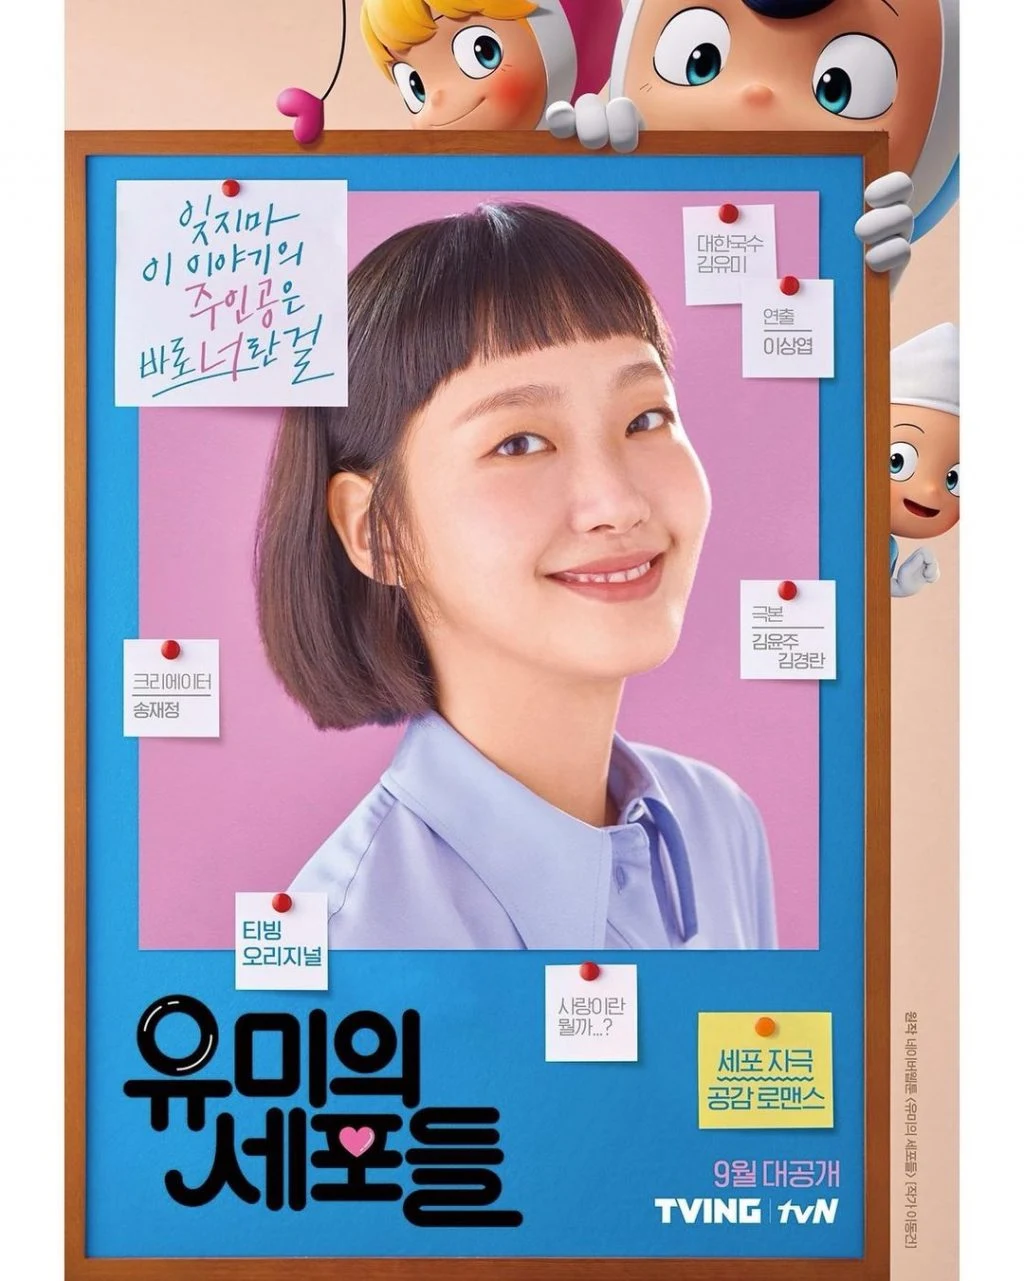 잊지마
이 이야기의
주인공은
바로 너란 걸
대한국수
김유미
연출
이상엽
극본
김윤주
김경란
크리에이터
송재정
티빙
오리지널
사랑이란
뭘까...?
세포 자극
공감 로맨스
유미의
세포들
9월 대공개
TVING | tvN
원작 네이버웹툰 <유미의 세포들> [작가 이동건]